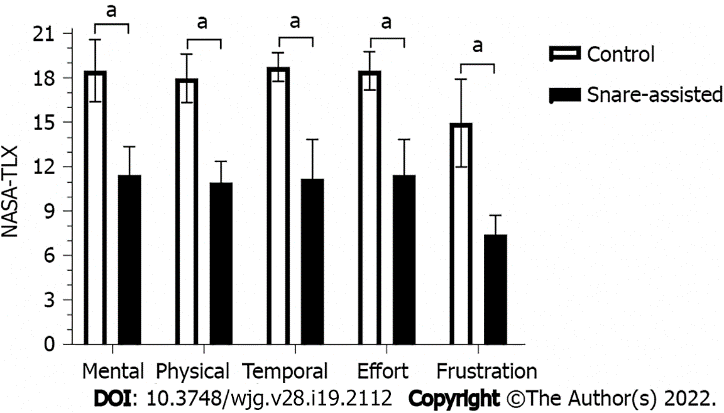 a
a
a
a
a
21
18
15
12
9
6
3
0
NASA-TLX
Control
Snare-assisted
Mental Physical Temporal Effort Frustration
DOI: 10.3748/wjg.v28.i19.2112 Copyright ©The Author(s) 2022.